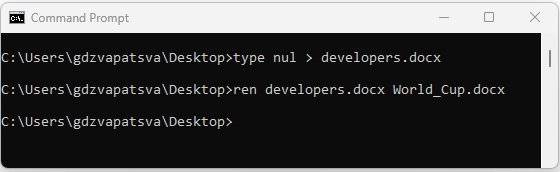 Command Prompt
C:\Users\gdzvapatsva\Desktop>type nul > developers.docx
C:\Users\gdzvapatsva\Desktop>ren developers.docx World_Cup.docx
C:\Users\gdzvapatsva\Desktop>